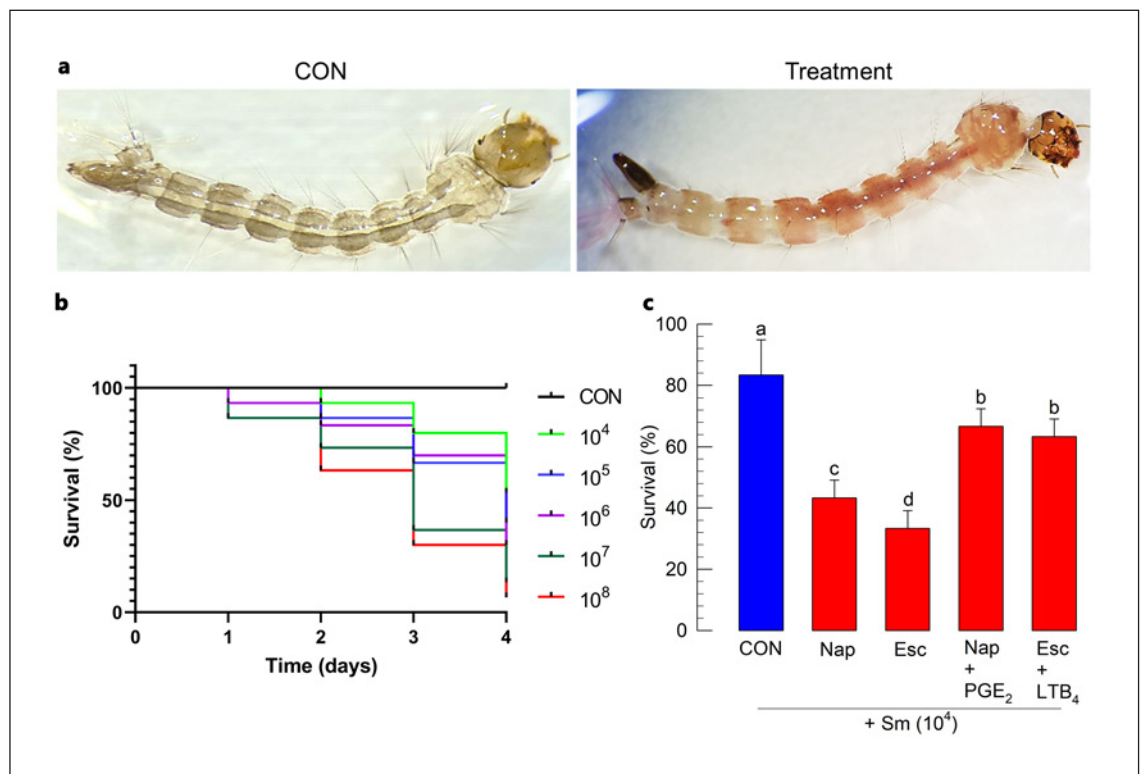 a
CON
Treatment
b
Survival (%)
100
50
0
0 1 2 3 4
Time (days)
CON
10⁴
10⁵
10⁶
10⁷
10⁸
c
Survival (%)
100
80
60
40
20
0
a
c
d
b
b
CON Nap Esc Nap + PGE₂ Esc + LTB₄
+ Sm (10⁴)